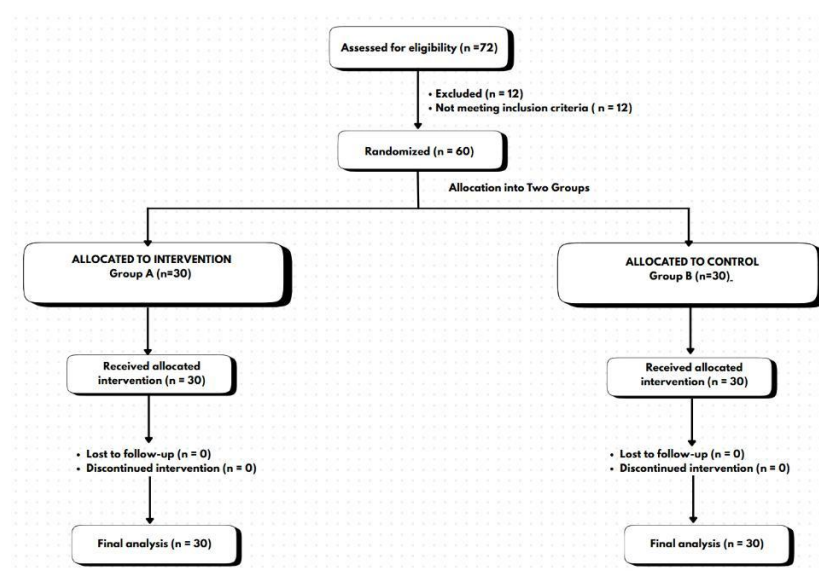 Assessed for eligibility (n =72)
• Excluded (n = 12)
• Not meeting inclusion criteria ( n = 12)
Randomized (n = 60)
Allocation into Two Groups
ALLOCATED TO INTERVENTION
Group A (n=30)
ALLOCATED TO CONTROL
Group B (n=30)
Received allocated
intervention (n = 30)
Received allocated
intervention (n = 30)
• Lost to follow-up (n = 0)
• Discontinued intervention (n = 0)
• Lost to follow-up (n = 0)
• Discontinued intervention (n = 0)
Final analysis (n = 30)
Final analysis (n = 30)